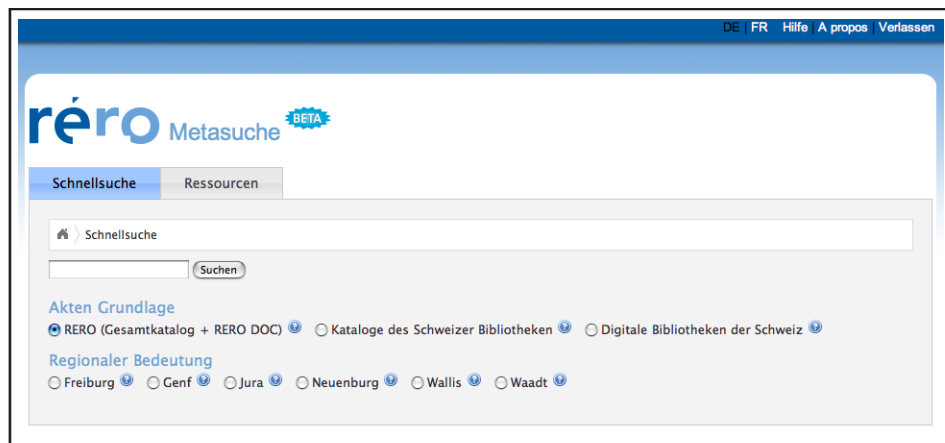 DE | FR Hilfe | A propos | Verlassen
réro Metasuche BETA
Schnellsuche Ressourcen
Schnellsuche
Suchen
Akten Grundlage
RERO (Gesamtkatalog + RERO DOC) Kataloge des Schweizer Bibliotheken Digitale Bibliotheken der Schweiz
Regionaler Bedeutung
Freiburg Genf Jura Neuenburg Wallis Waadt